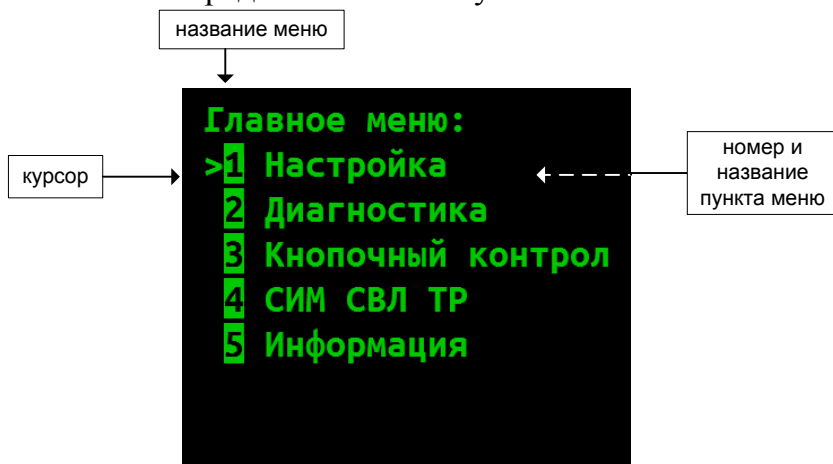 название меню
Главное меню:
>1 Настройка
2 Диагностика
3 Кнопочный контрол
4 СИМ СВЛ ТР
5 Информация
курсор
номер и
название
пункта меню